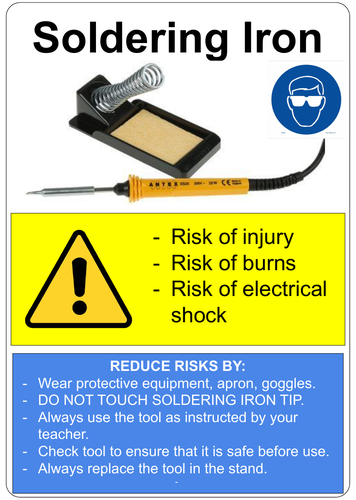 Soldering Iron
ANTEX
- Risk of injury
- Risk of burns
- Risk of electrical
shock
REDUCE RISKS BY:
- Wear protective equipment, apron, goggles.
- DO NOT TOUCH SOLDERING IRON TIP.
- Always use the tool as instructed by your
teacher.
- Check tool to ensure that it is safe before use.
- Always replace the tool in the stand.
-